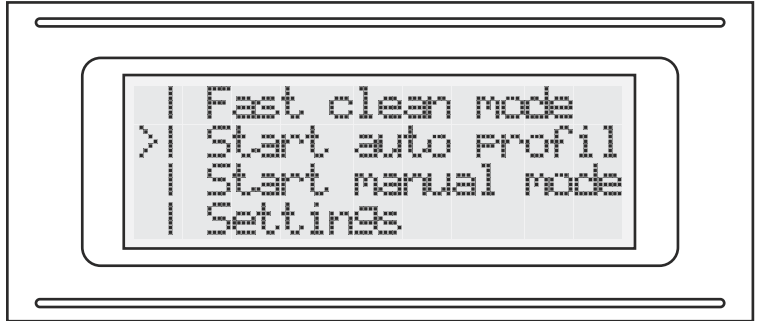 | Fast clean mode
>| Start auto profil
| Start manual mode
| Settings